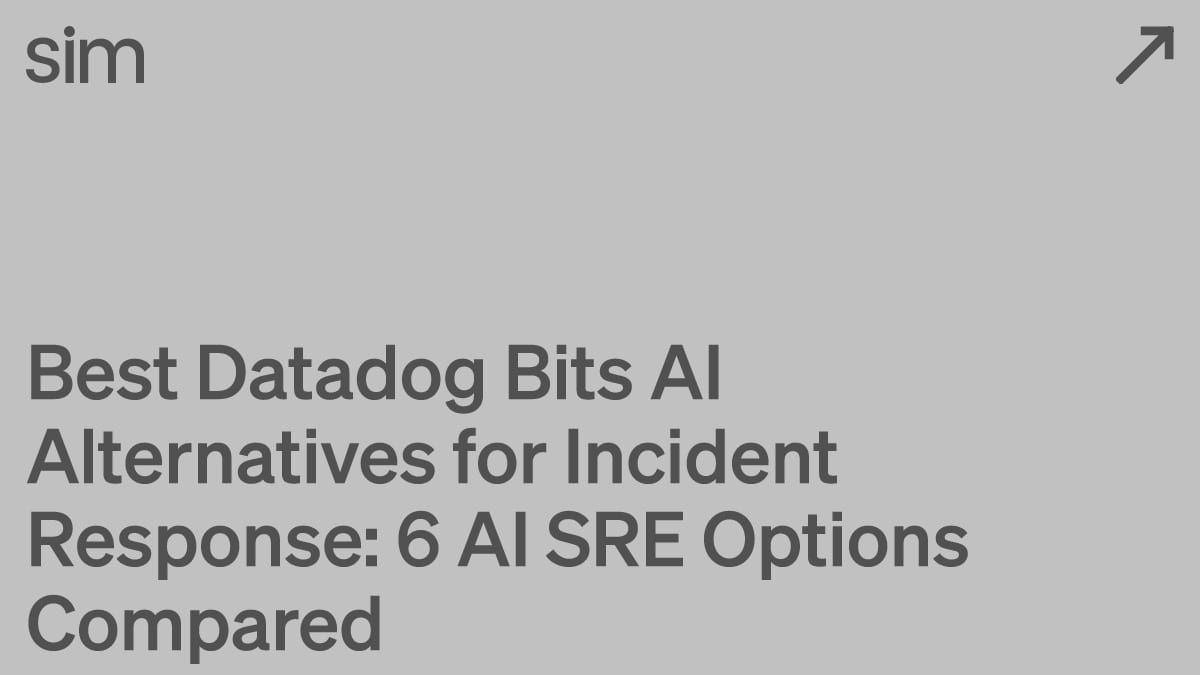 sim
Best Datadog Bits AI
Alternatives for Incident
Response: 6 AI SRE Options
Compared